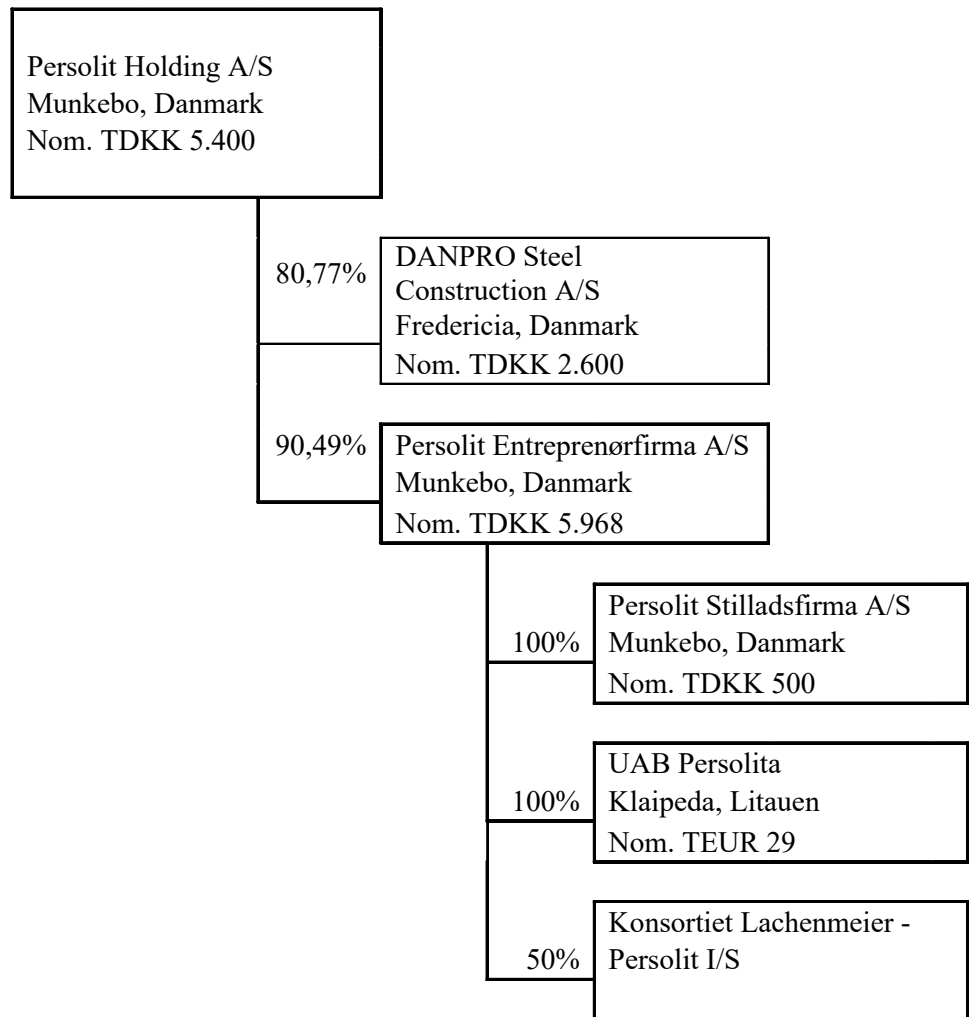 Persolit Holding A/S
Munkebo, Danmark
Nom. TDKK 5.400
80,77%
DANPRO Steel
Construction A/S
Fredericia, Danmark
Nom. TDKK 2.600
90,49%
Persolit Entreprenørfirma A/S
Munkebo, Danmark
Nom. TDKK 5.968
100%
Persolit Stilladsfirma A/S
Munkebo, Danmark
Nom. TDKK 500
100%
UAB Persolita
Klaipeda, Litauen
Nom. TEUR 29
50%
Konsortiet Lachenmeier -
Persolit I/S